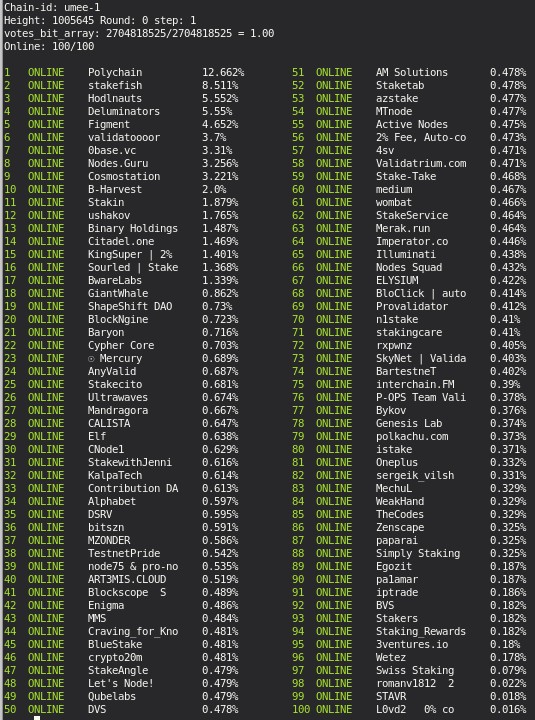 Chain-id: umee-1
Height: 1005645 Round: 0 step: 1
votes_bit_array: 2704818525/2704818525 = 1.00
Online: 100/100
1 ONLINE Polychain 12.662% 51 ONLINE AM Solutions 0.478%
2 ONLINE stakefish 8.511% 52 ONLINE Staketab 0.478%
3 ONLINE Hodlnauts 5.552% 53 ONLINE azstake 0.477%
4 ONLINE Deluminators 5.55% 54 ONLINE MTnode 0.477%
5 ONLINE Figment 4.652% 55 ONLINE Active Nodes 0.475%
6 ONLINE validatoooor 3.7% 56 ONLINE 2% Fee, Auto-co 0.473%
7 ONLINE 0base.vc 3.31% 57 ONLINE 4sv 0.471%
8 ONLINE Nodes.Guru 3.256% 58 ONLINE Validatrium.com 0.471%
9 ONLINE Cosmostation 3.221% 59 ONLINE Stake-Take 0.468%
10 ONLINE B-Harvest 2.0% 60 ONLINE medium 0.467%
11 ONLINE Stakin 1.879% 61 ONLINE wombat 0.466%
12 ONLINE ushakov 1.765% 62 ONLINE StakeService 0.464%
13 ONLINE Binary Holdings 1.487% 63 ONLINE Merak.run 0.464%
14 ONLINE Citadel.one 1.469% 64 ONLINE Imperator.co 0.446%
15 ONLINE KingSuper | 2% 1.401% 65 ONLINE Illuminati 0.438%
16 ONLINE Sourled | Stake 1.368% 66 ONLINE Nodes Squad 0.432%
17 ONLINE BwareLabs 1.339% 67 ONLINE ELYSIUM 0.422%
18 ONLINE GiantWhale 0.862% 68 ONLINE BloClick | auto 0.414%
19 ONLINE ShapeShift DAO 0.73% 69 ONLINE Provalidator 0.412%
20 ONLINE BlockNgine 0.723% 70 ONLINE n1stake 0.41%
21 ONLINE Baryon 0.716% 71 ONLINE stakingcare 0.41%
22 ONLINE Cypher Core 0.703% 72 ONLINE rxpwnz 0.405%
23 ONLINE ☉ Mercury 0.689% 73 ONLINE SkyNet | Valida 0.403%
24 ONLINE AnyValid 0.687% 74 ONLINE BartestneT 0.402%
25 ONLINE Stakecito 0.681% 75 ONLINE interchain.FM 0.39%
26 ONLINE Ultrawaves 0.674% 76 ONLINE P-OPS Team Vali 0.378%
27 ONLINE Mandragora 0.667% 77 ONLINE Bykov 0.376%
28 ONLINE CALISTA 0.647% 78 ONLINE Genesis Lab 0.374%
29 ONLINE Elf 0.638% 79 ONLINE polkachu.com 0.373%
30 ONLINE CNode1 0.629% 80 ONLINE istake 0.371%
31 ONLINE StakewithJenni 0.616% 81 ONLINE Oneplus 0.332%
32 ONLINE KalpaTech 0.614% 82 ONLINE sergeik_vilsh 0.331%
33 ONLINE Contribution DA 0.613% 83 ONLINE MechuL 0.329%
34 ONLINE Alphabet 0.597% 84 ONLINE WeakHand 0.329%
35 ONLINE DSRV 0.595% 85 ONLINE TheCodes 0.329%
36 ONLINE bitszn 0.591% 86 ONLINE Zenscape 0.325%
37 ONLINE MZONDER 0.586% 87 ONLINE paparai 0.325%
38 ONLINE TestnetPride 0.542% 88 ONLINE Simply Staking 0.325%
39 ONLINE node75 & pro-no 0.535% 89 ONLINE Egozit 0.187%
40 ONLINE ART3MIS.CLOUD 0.519% 90 ONLINE pa1amar 0.187%
41 ONLINE Blockscope S 0.489% 91 ONLINE iptrade 0.186%
42 ONLINE Enigma 0.486% 92 ONLINE BVS 0.182%
43 ONLINE MMS 0.484% 93 ONLINE Stakers 0.182%
44 ONLINE Craving_for_Kno 0.481% 94 ONLINE Staking_Rewards 0.182%
45 ONLINE BlueStake 0.481% 95 ONLINE 3ventures.io 0.18%
46 ONLINE crypto20m 0.481% 96 ONLINE Wetez 0.178%
47 ONLINE StakeAngle 0.479% 97 ONLINE Swiss Staking 0.079%
48 ONLINE Let's Node! 0.479% 98 ONLINE romanv1812 2 0.022%
49 ONLINE Qubelabs 0.479% 99 ONLINE STAVR 0.018%
50 ONLINE DVS 0.478% 100 ONLINE L0vd2 0% co 0.016%